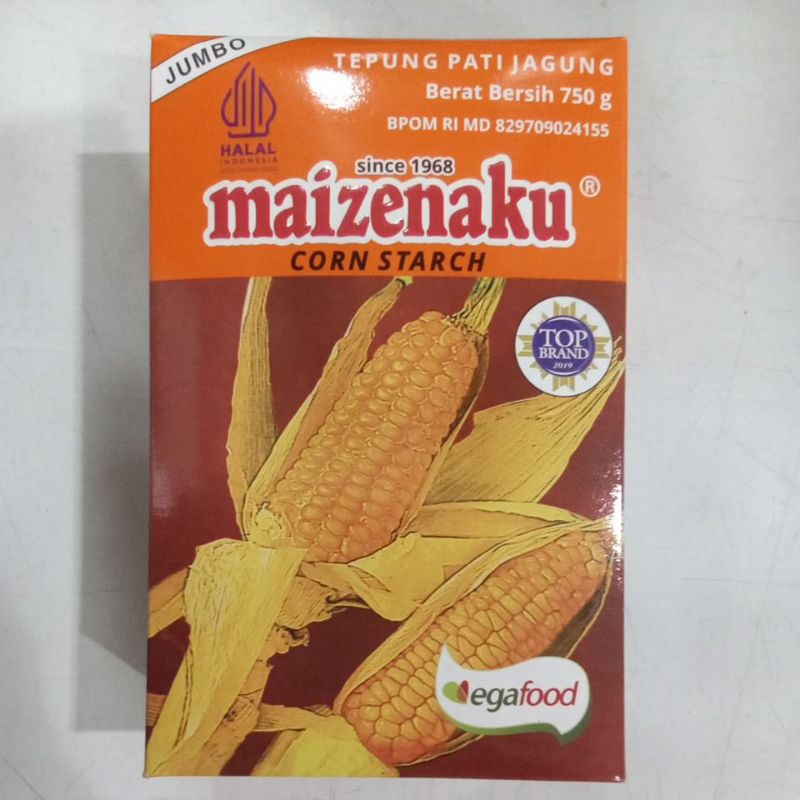 JUMBO
TEPUNG PATI JAGUNG
Berat Bersih 750 g
BPOM RI MD 829709024155
HALAL
INDONESIA
since 1968
maizenaku®
CORN STARCH
TOP
BRAND
2019
egafood